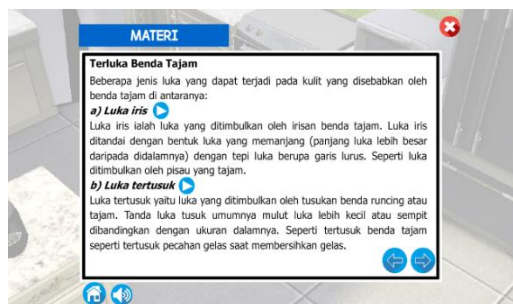 MATERI
Terluka Benda Tajam
Beberapa jenis luka yang dapat terjadi pada kulit yang disebabkan oleh
benda tajam di antaranya:
a) Luka iris
Luka iris ialah luka yang ditimbulkan oleh irisan benda tajam. Luka iris
ditandai dengan bentuk luka yang memanjang (panjang luka lebih besar
daripada didalamnya) dengan tepi luka berupa garis lurus. Seperti luka
ditimbulkan oleh pisau yang tajam.
b) Luka tertusuk
Luka tertusuk yaitu luka yang ditimbulkan oleh tusukan benda runcing atau
tajam. Tanda luka tusuk umumnya mulut luka lebih kecil atau sempit
dibandingkan dengan ukuran dalamnya. Seperti tertusuk benda tajam
seperti tertusuk pecahan gelas saat membersihkan gelas.